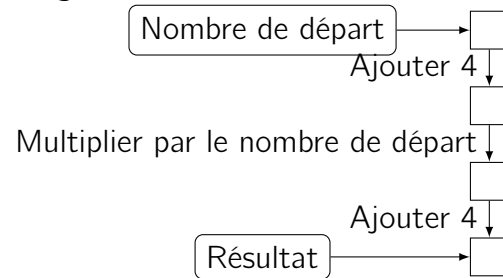 Nombre de départ
Ajouter 4
Multiplier par le nombre de départ
Ajouter 4
Résultat